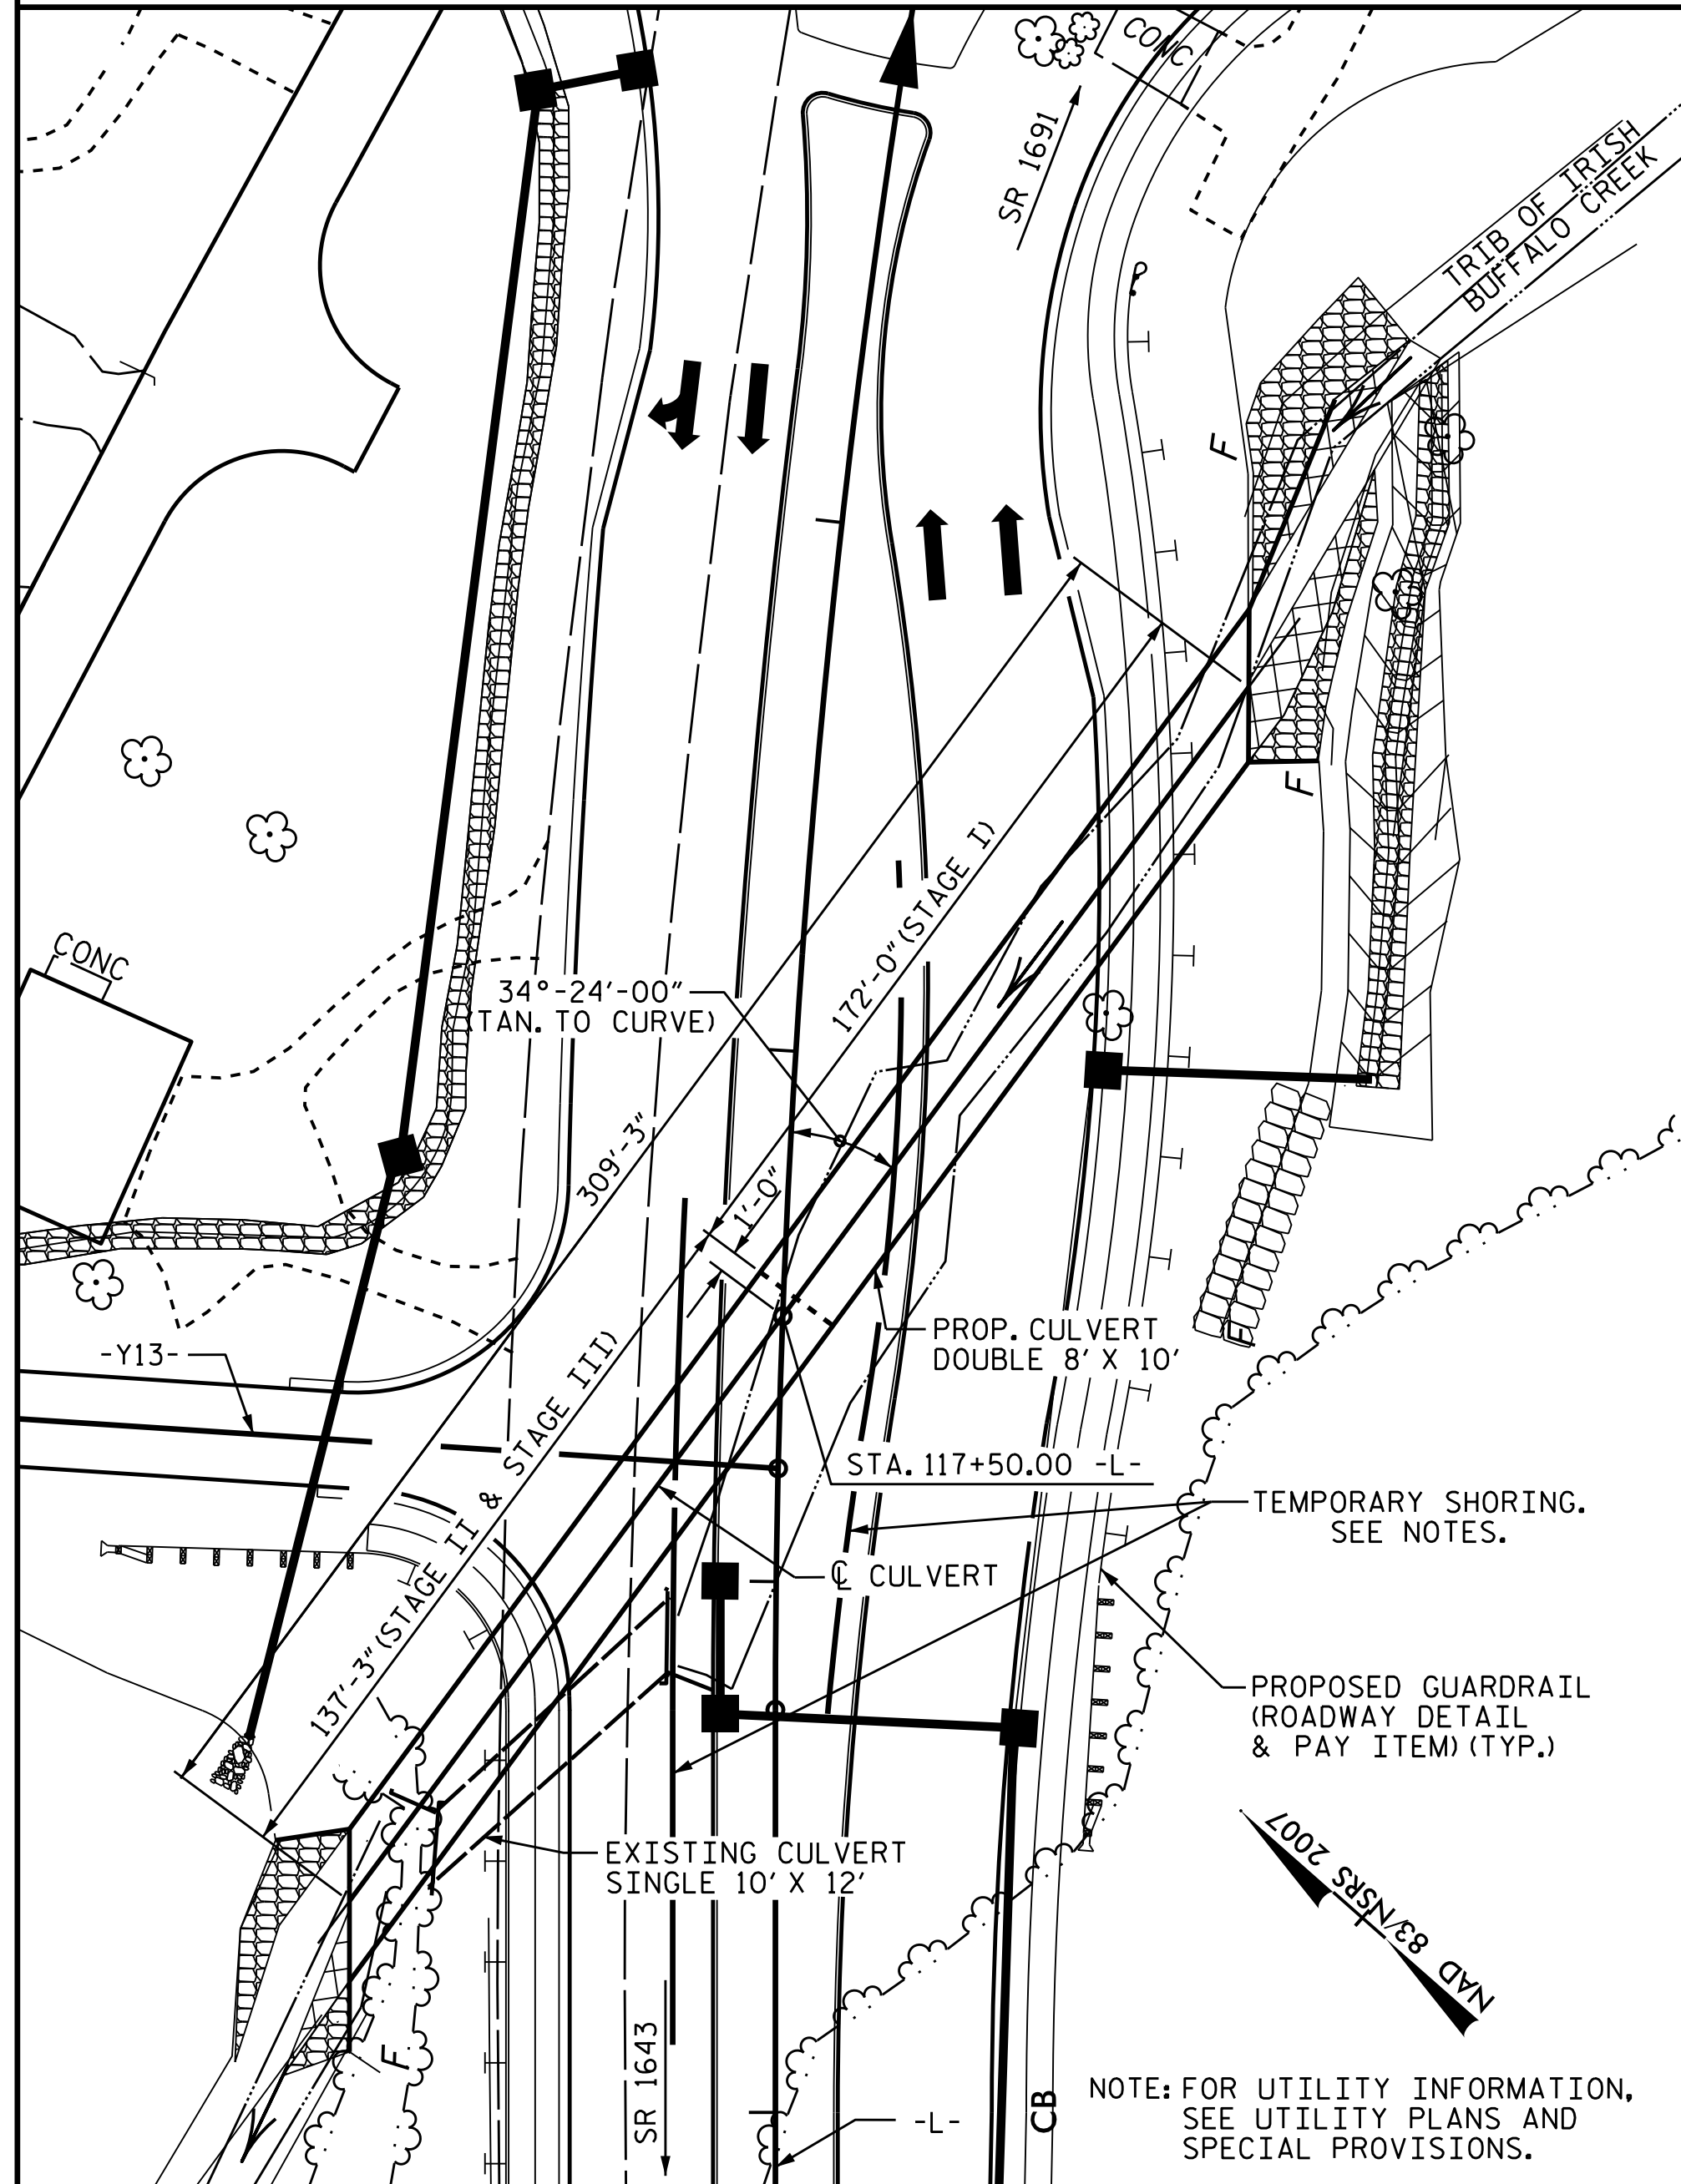 CONC
SR 1691
TRIB OF IRISH
BUFFALO CREEK
F
F
CONC
34°-24'-00"
(TAN. TO CURVE)
172'-0" (STAGE I)
309'-3"
1'-0"
PROP. CULVERT
DOUBLE 8' X 10'
F
-Y13-
137'-3" (STAGE II & STAGE III)
STA. 117+50.00 -L-
TEMPORARY SHORING.
SEE NOTES.
℄ CULVERT
PROPOSED GUARDRAIL
(ROADWAY DETAIL
& PAY ITEM) (TYP.)
EXISTING CULVERT
SINGLE 10' X 12'
NAD 83/NSRS 2007
F
SR 1643
-L-
CB
NOTE: FOR UTILITY INFORMATION,
SEE UTILITY PLANS AND
SPECIAL PROVISIONS.